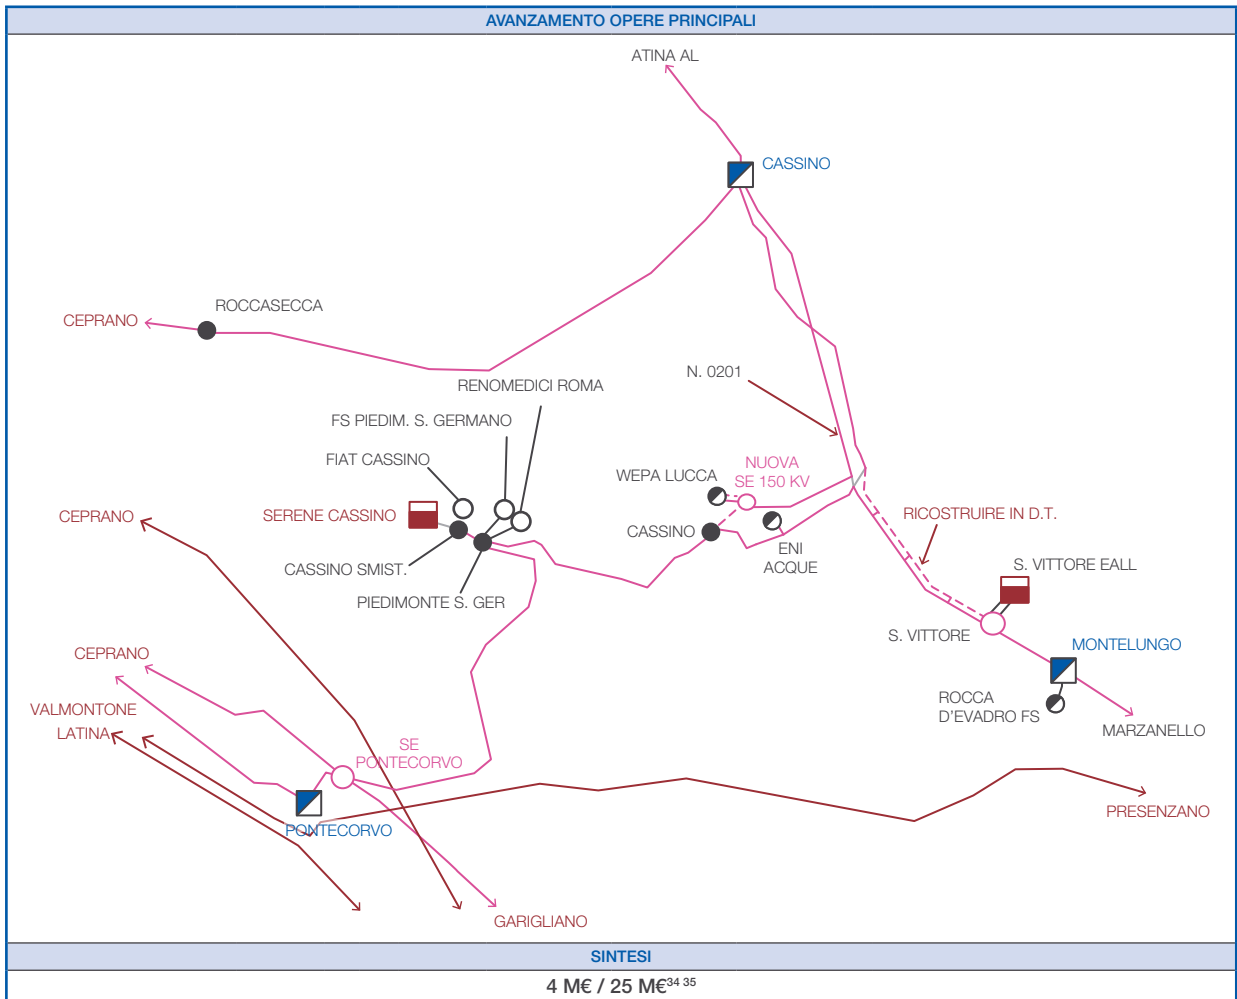 AVANZAMENTO OPERE PRINCIPALI
ATINA AL
CASSINO
ROCCASECCA
CEPRANO
RENOMEDICI ROMA
N. 0201
FS PIEDIM. S. GERMANO
FIAT CASSINO
WEPA LUCCA
NUOVA
SE 150 KV
SERENE CASSINO
CEPRANO
CASSINO
RICOSTRUIRE IN D.T.
ENI
ACQUE
CASSINO SMIST.
S. VITTORE EALL
PIEDIMONTE S. GER
S. VITTORE
MONTELUNGO
CEPRANO
ROCCA
D'EVADRO FS
VALMONTONE
LATINA
MARZANELLO
SE
PONTECORVO
PRESENZANO
PONTECORVO
GARIGLIANO
SINTESI
4 M€ / 25 M€34 35